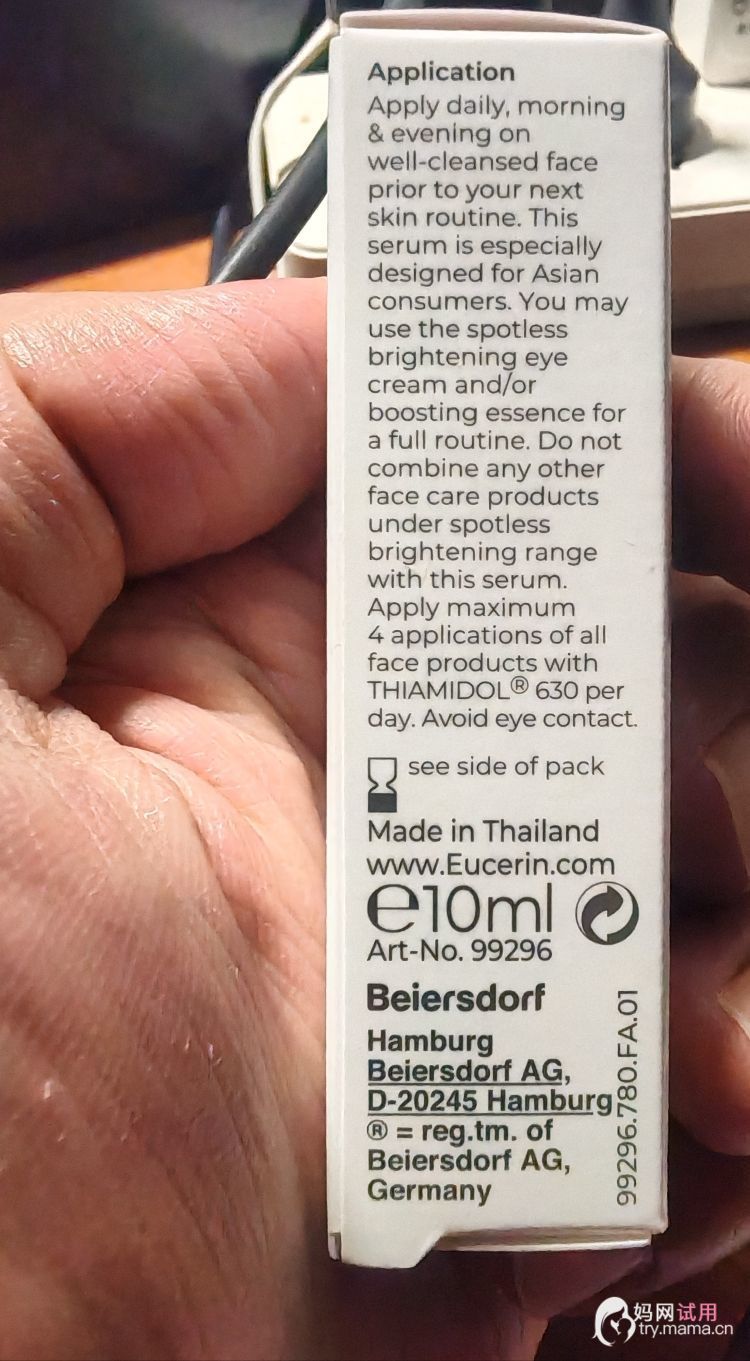 Application
Apply daily, morning
& evening on
well-cleansed face
prior to your next
skin routine. This
serum is especially
designed for Asian
consumers. You may
use the spotless
brightening eye
cream and/or
boosting essence for
a full routine. Do not
combine any other
face care products
under spotless
brightening range
with this serum.
Apply maximum
4 applications of all
face products with
THIAMIDOL® 630 per
day. Avoid eye contact.
see side of pack
Made in Thailand
www.Eucerin.com
℮10ml
Art-No. 99296
Beiersdorf
Hamburg
Beiersdorf AG,
D-20245 Hamburg
® = reg.tm. of
Beiersdorf AG,
Germany
99296.780.FA.01
妈网试用
try.mama.cn